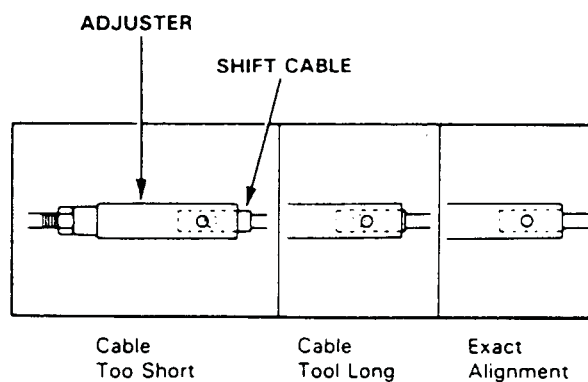 ADJUSTER
SHIFT CABLE
Cable
Too Short
Cable
Tool Long
Exact
Alignment